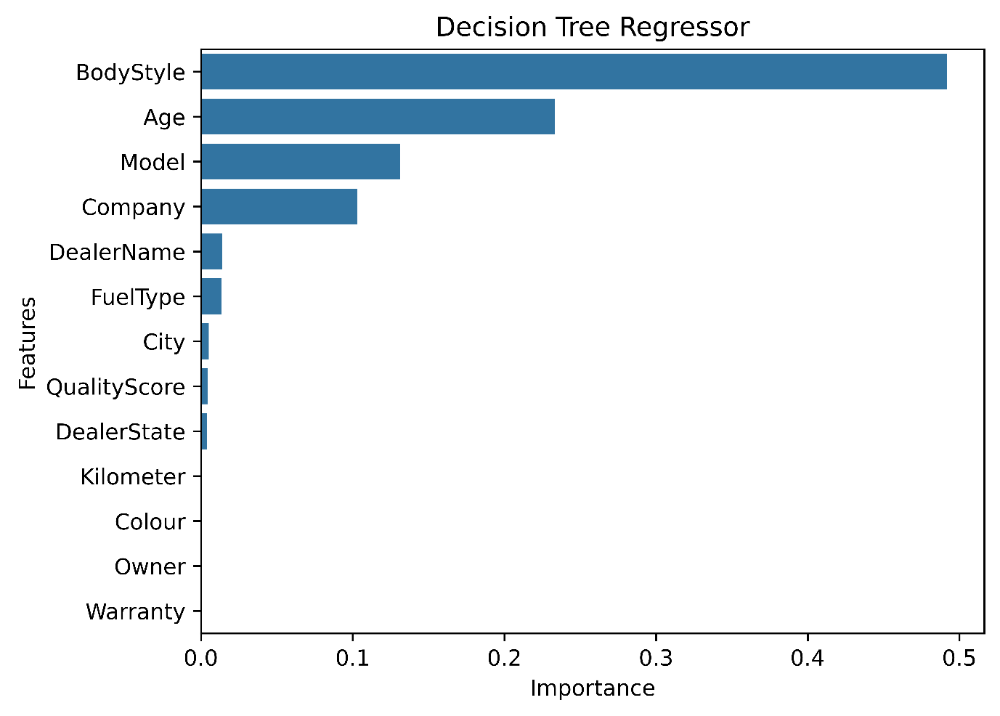 Decision Tree Regressor
BodyStyle
Age
Model
Company
DealerName
FuelType
City
QualityScore
DealerState
Kilometer
Colour
Owner
Warranty
Features
0.0 0.1 0.2 0.3 0.4 0.5
Importance